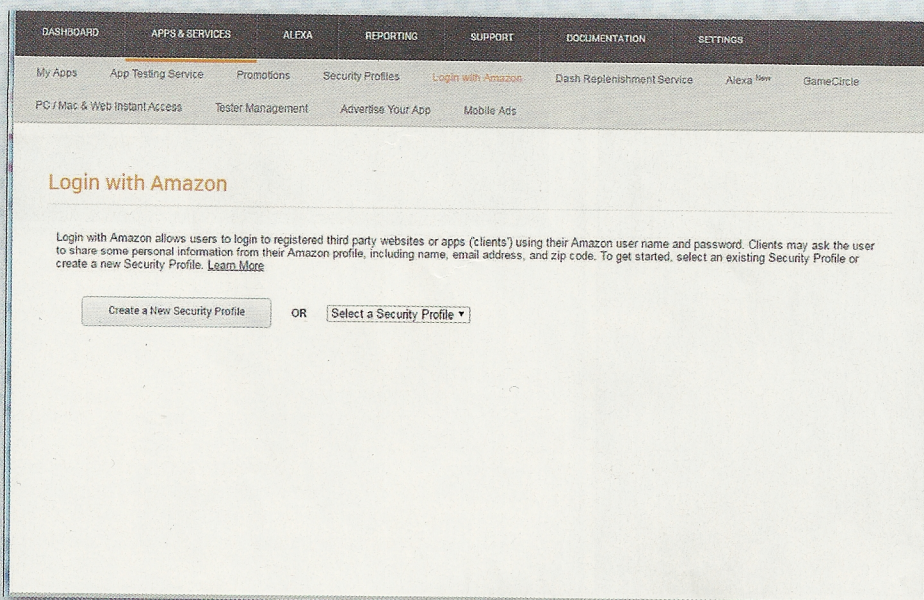 DASHBOARD APPS & SERVICES ALEXA REPORTING SUPPORT DOCUMENTATION SETTINGS
My Apps App Testing Service Promotions Security Profiles Login with Amazon Dash Replenishment Service Alexa New GameCircle
PC / Mac & Web Instant Access Tester Management Advertise Your App Mobile Ads
Login with Amazon
Login with Amazon allows users to login to registered third party websites or apps ('clients') using their Amazon user name and password. Clients may ask the user
to share some personal information from their Amazon profile, including name, email address, and zip code. To get started, select an existing Security Profile or
create a new Security Profile. Learn More
Create a New Security Profile OR Select a Security Profile ▼